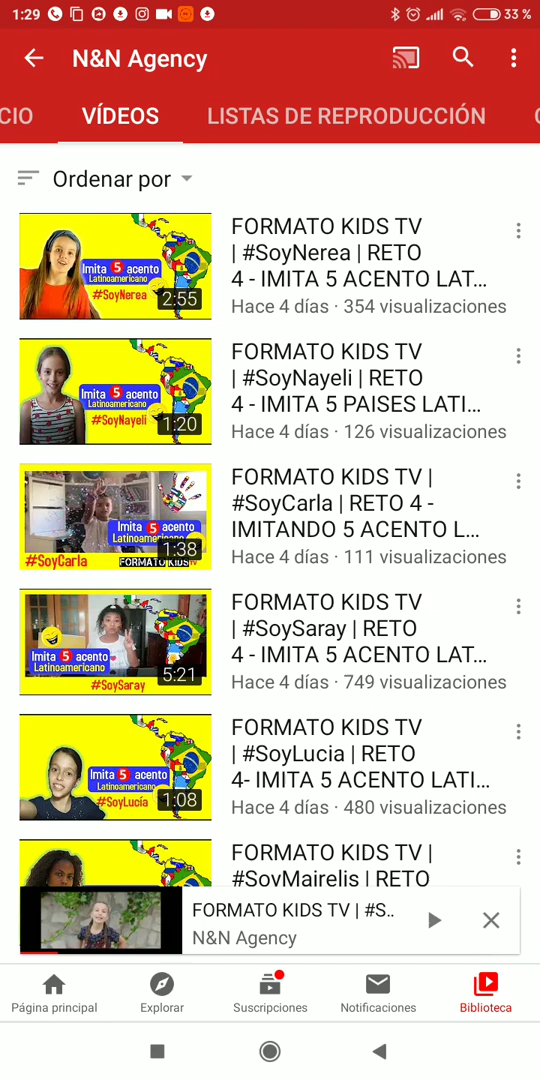 1:29
33 %
N&N Agency
CIO
VÍDEOS
LISTAS DE REPRODUCCIÓN
Ordenar por
Imita 5 acento
Latinoamericano
#SoyNerea
2:55
FORMATO KIDS TV
| #SoyNerea | RETO
4 - IMITA 5 ACENTO LAT...
Hace 4 días · 354 visualizaciones
Imita 5 acento
Latinoamericano
#SoyNayeli
1:20
FORMATO KIDS TV
| #SoyNayeli | RETO
4 - IMITA 5 PAISES LATI...
Hace 4 días · 126 visualizaciones
Imita 5 acento
Latinoamericano
#SoyCarla
FORMATO KIDS
1:38
FORMATO KIDS TV |
#SoyCarla | RETO 4 -
IMITANDO 5 ACENTO L...
Hace 4 días · 111 visualizaciones
Imita 5 acento
Latinoamericano
#SoySaray
5:21
FORMATO KIDS TV
| #SoySaray | RETO
4 - IMITA 5 ACENTO LAT...
Hace 4 días · 749 visualizaciones
Imita 5 acento
Latinoamericano
#SoyLucía
1:08
FORMATO KIDS TV
| #SoyLucia | RETO
4- IMITA 5 ACENTO LATI...
Hace 4 días · 480 visualizaciones
FORMATO KIDS TV |
#SoyMairelis | RETO
FORMATO KIDS TV | #S..
N&N Agency
Página principal
Explorar
Suscripciones
Notificaciones
Biblioteca